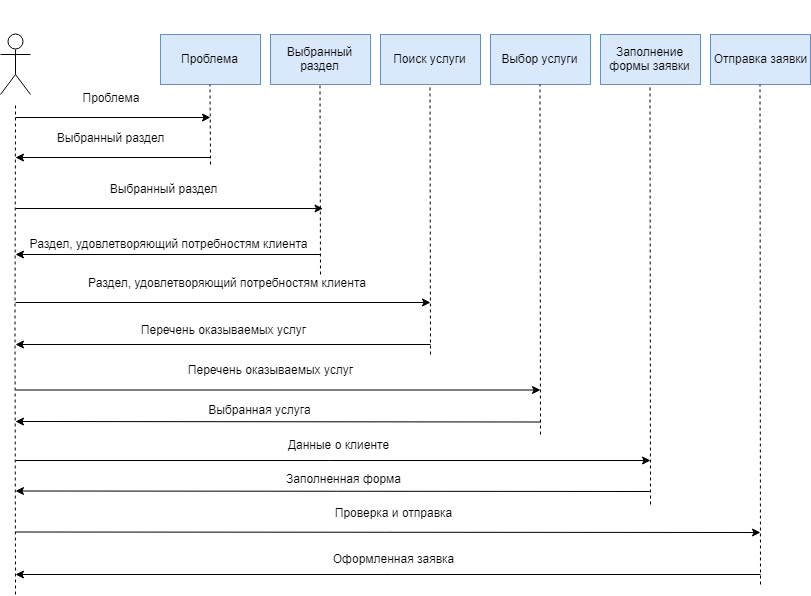 Проблема
Выбранный
раздел
Поиск услуги
Выбор услуги
Заполнение
формы заявки
Отправка заявки
Проблема
Выбранный раздел
Выбранный раздел
Раздел, удовлетворяющий потребностям клиента
Раздел, удовлетворяющий потребностям клиента
Перечень оказываемых услуг
Перечень оказываемых услуг
Выбранная услуга
Данные о клиенте
Заполненная форма
Проверка и отправка
Оформленная заявка